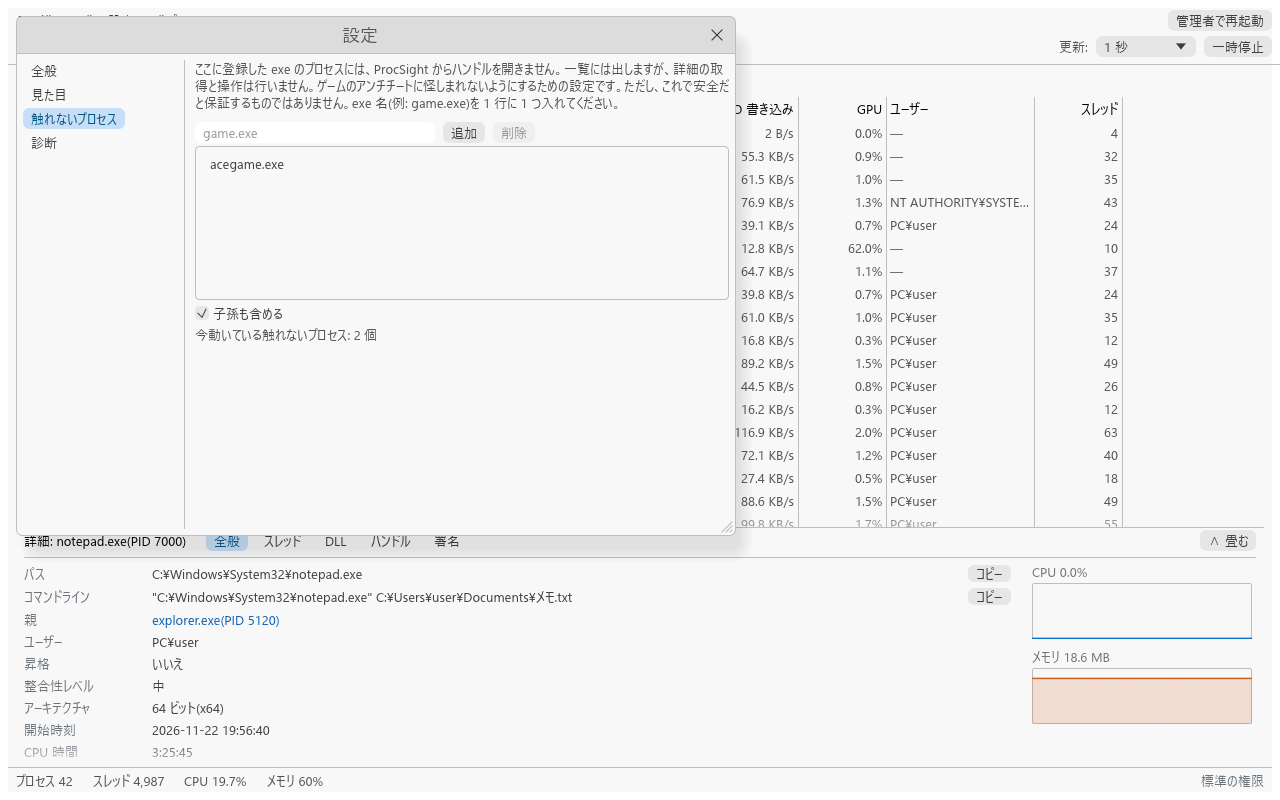 管理者で再起動
設定
更新: 1 秒 一時停止
全般
見た目
触れないプロセス
診断
ここに登録した exe のプロセスには、ProcSight からハンドルを開きません。一覧には出しますが、詳細の取
得と操作は行いません。ゲームのアンチチートに怪しまれないようにするための設定です。ただし、これで安全だ
と保証するものではありません。exe 名(例: game.exe)を 1 行に 1 つ入れてください。
game.exe 追加 削除
acegame.exe
子孫も含める
今動いている触れないプロセス: 2 個
書き込み GPU ユーザー スレッド
2 B/s 0.0% — 4
55.3 KB/s 0.9% — 32
61.5 KB/s 1.0% — 35
76.9 KB/s 1.3% NT AUTHORITY¥SYSTE... 43
39.1 KB/s 0.7% PC¥user 24
12.8 KB/s 62.0% — 10
64.7 KB/s 1.1% — 37
39.8 KB/s 0.7% PC¥user 24
61.0 KB/s 1.0% PC¥user 35
16.8 KB/s 0.3% PC¥user 12
89.2 KB/s 1.5% PC¥user 49
44.5 KB/s 0.8% PC¥user 26
16.2 KB/s 0.3% PC¥user 12
116.9 KB/s 2.0% PC¥user 63
72.1 KB/s 1.2% PC¥user 40
27.4 KB/s 0.5% PC¥user 18
88.6 KB/s 1.5% PC¥user 49
99.8 KB/s 1.7% PC¥user 55
詳細: notepad.exe(PID 7000) 全般 スレッド DLL ハンドル 署名 ∧ 畳む
パス C:¥Windows¥System32¥notepad.exe コピー
コマンドライン "C:¥Windows¥System32¥notepad.exe" C:¥Users¥user¥Documents¥メモ.txt コピー
親 explorer.exe(PID 5120)
ユーザー PC¥user
昇格 いいえ
整合性レベル 中
アーキテクチャ 64 ビット(x64)
開始時刻 2026-11-22 19:56:40
CPU 時間 3:25:45
CPU 0.0%
メモリ 18.6 MB
プロセス 42 スレッド 4,987 CPU 19.7% メモリ 60% 標準の権限